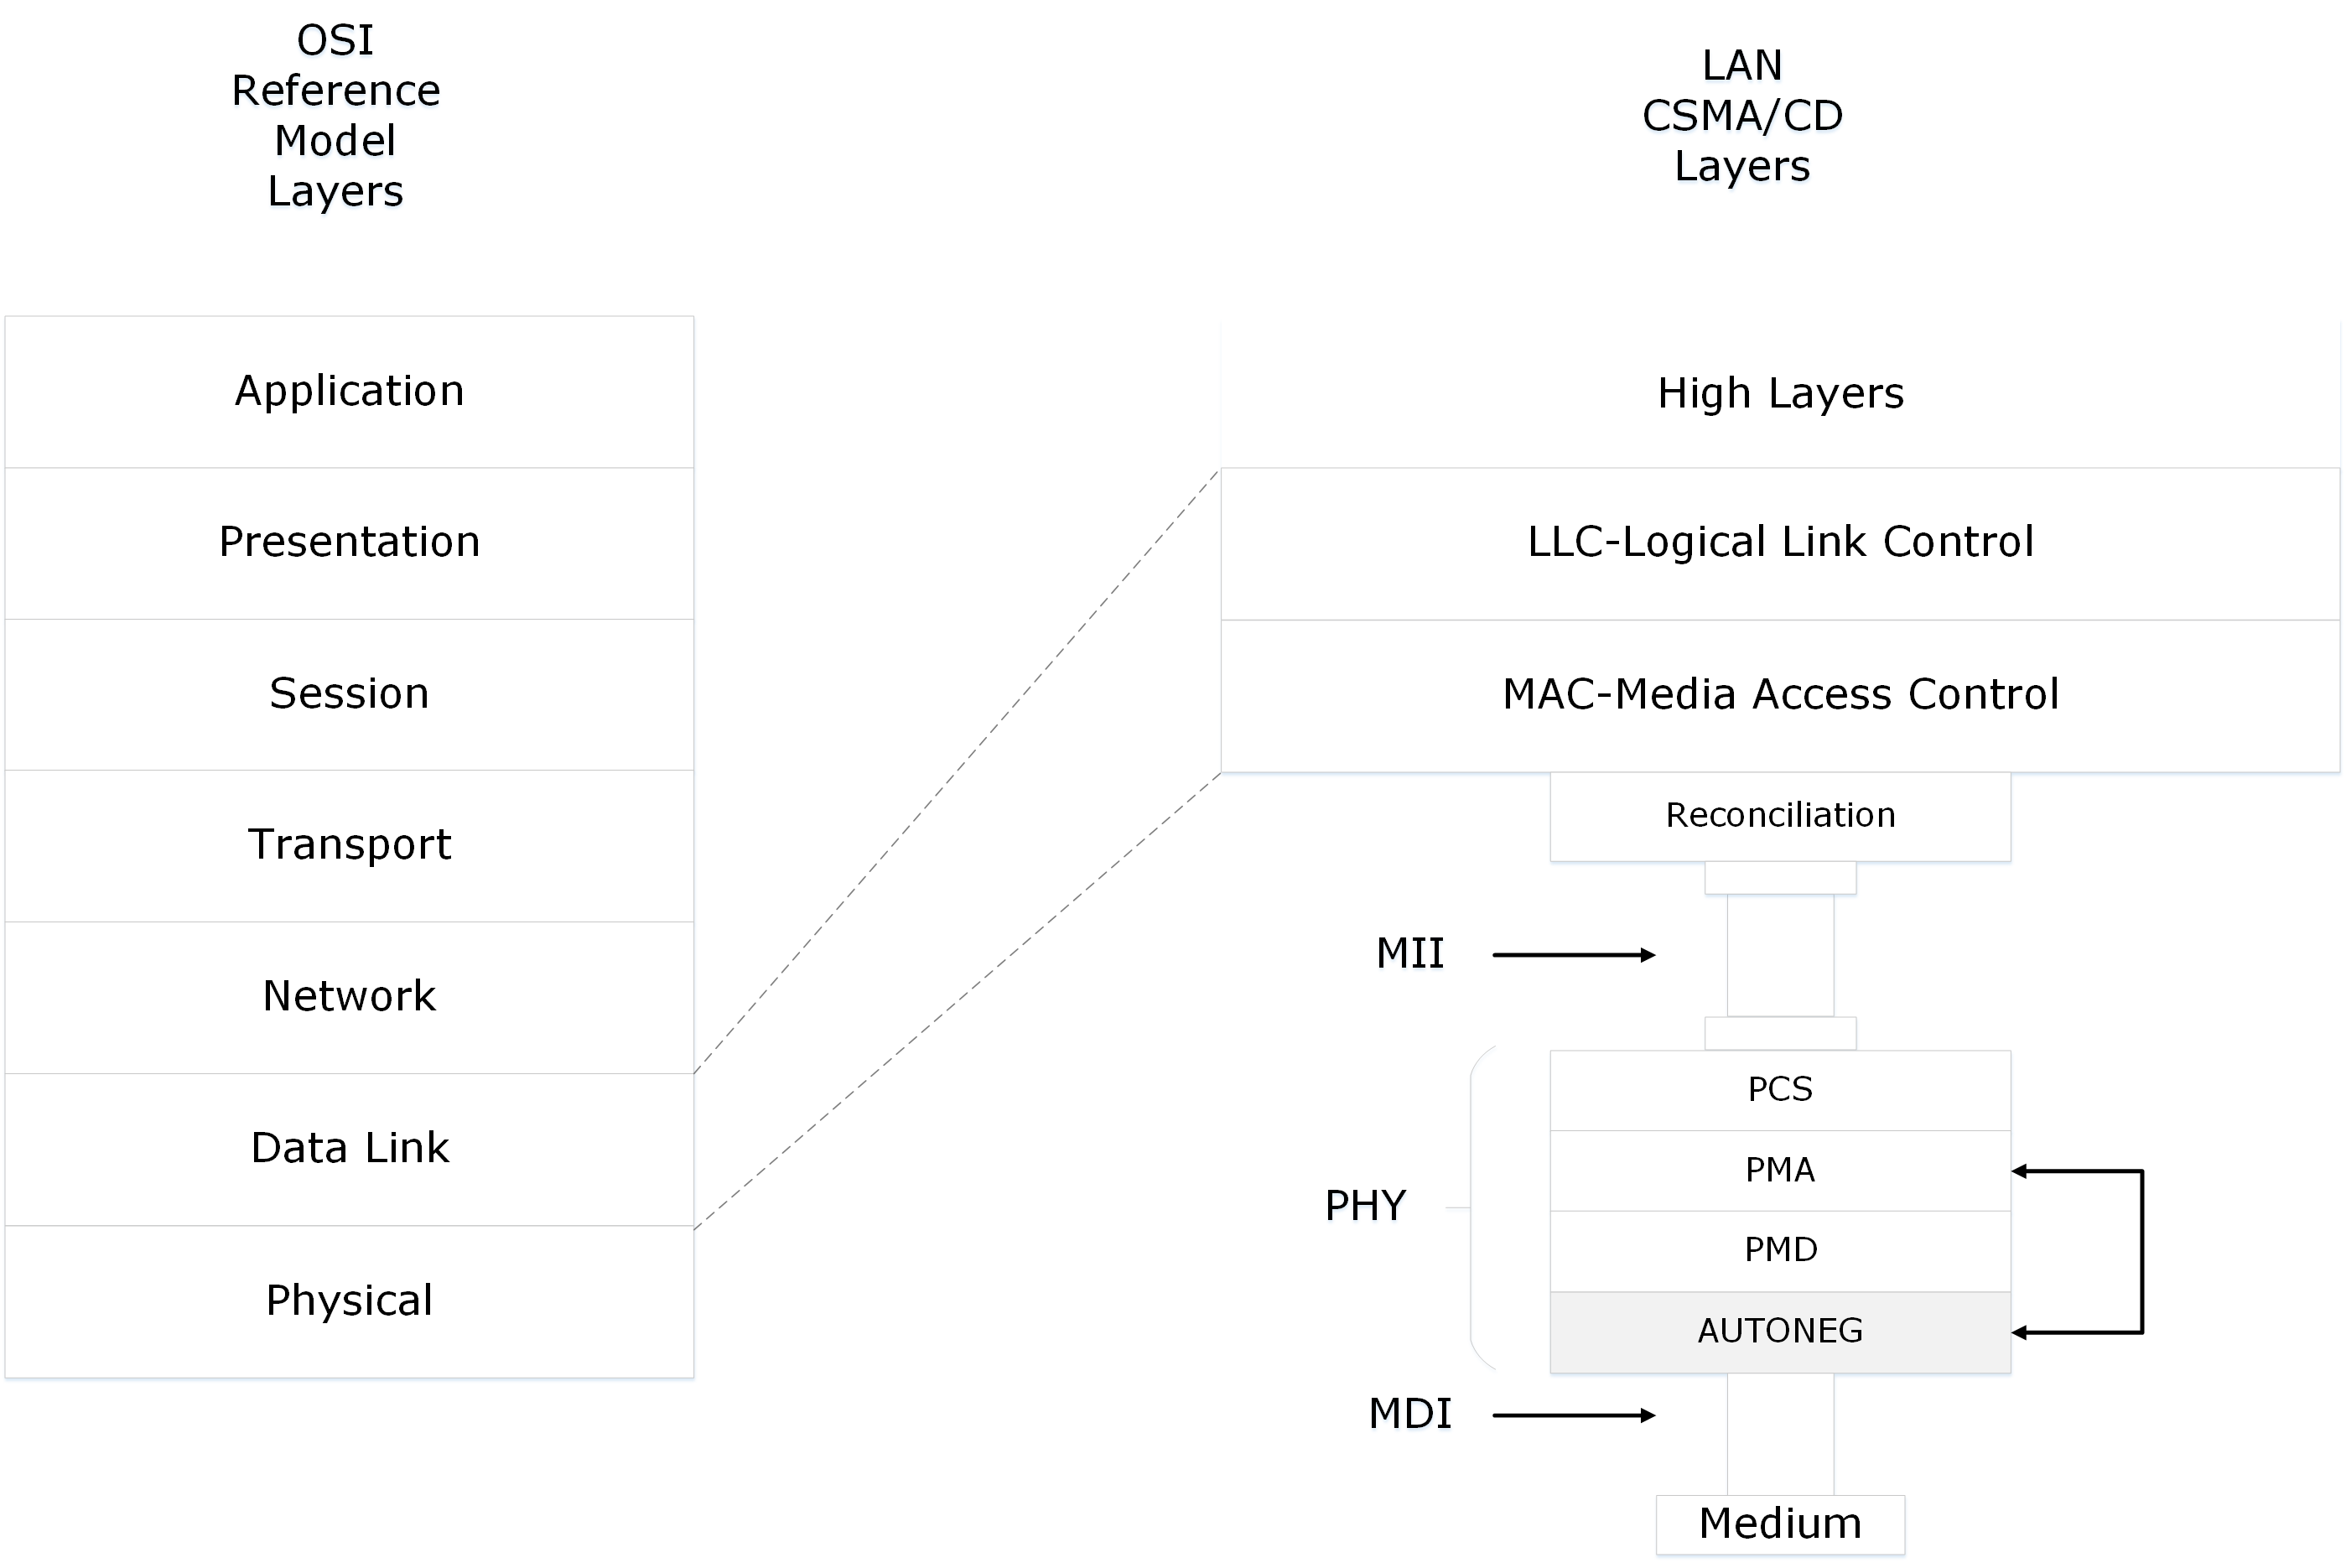 OSI
Reference
Model
Layers
Application
Presentation
Session
Transport
Network
Data Link
Physical
LAN
CSMA/CD
Layers
High Layers
LLC-Logical Link Control
MAC-Media Access Control
Reconciliation
MII
PHY
PCS
PMA
PMD
AUTONEG
MDI
Medium